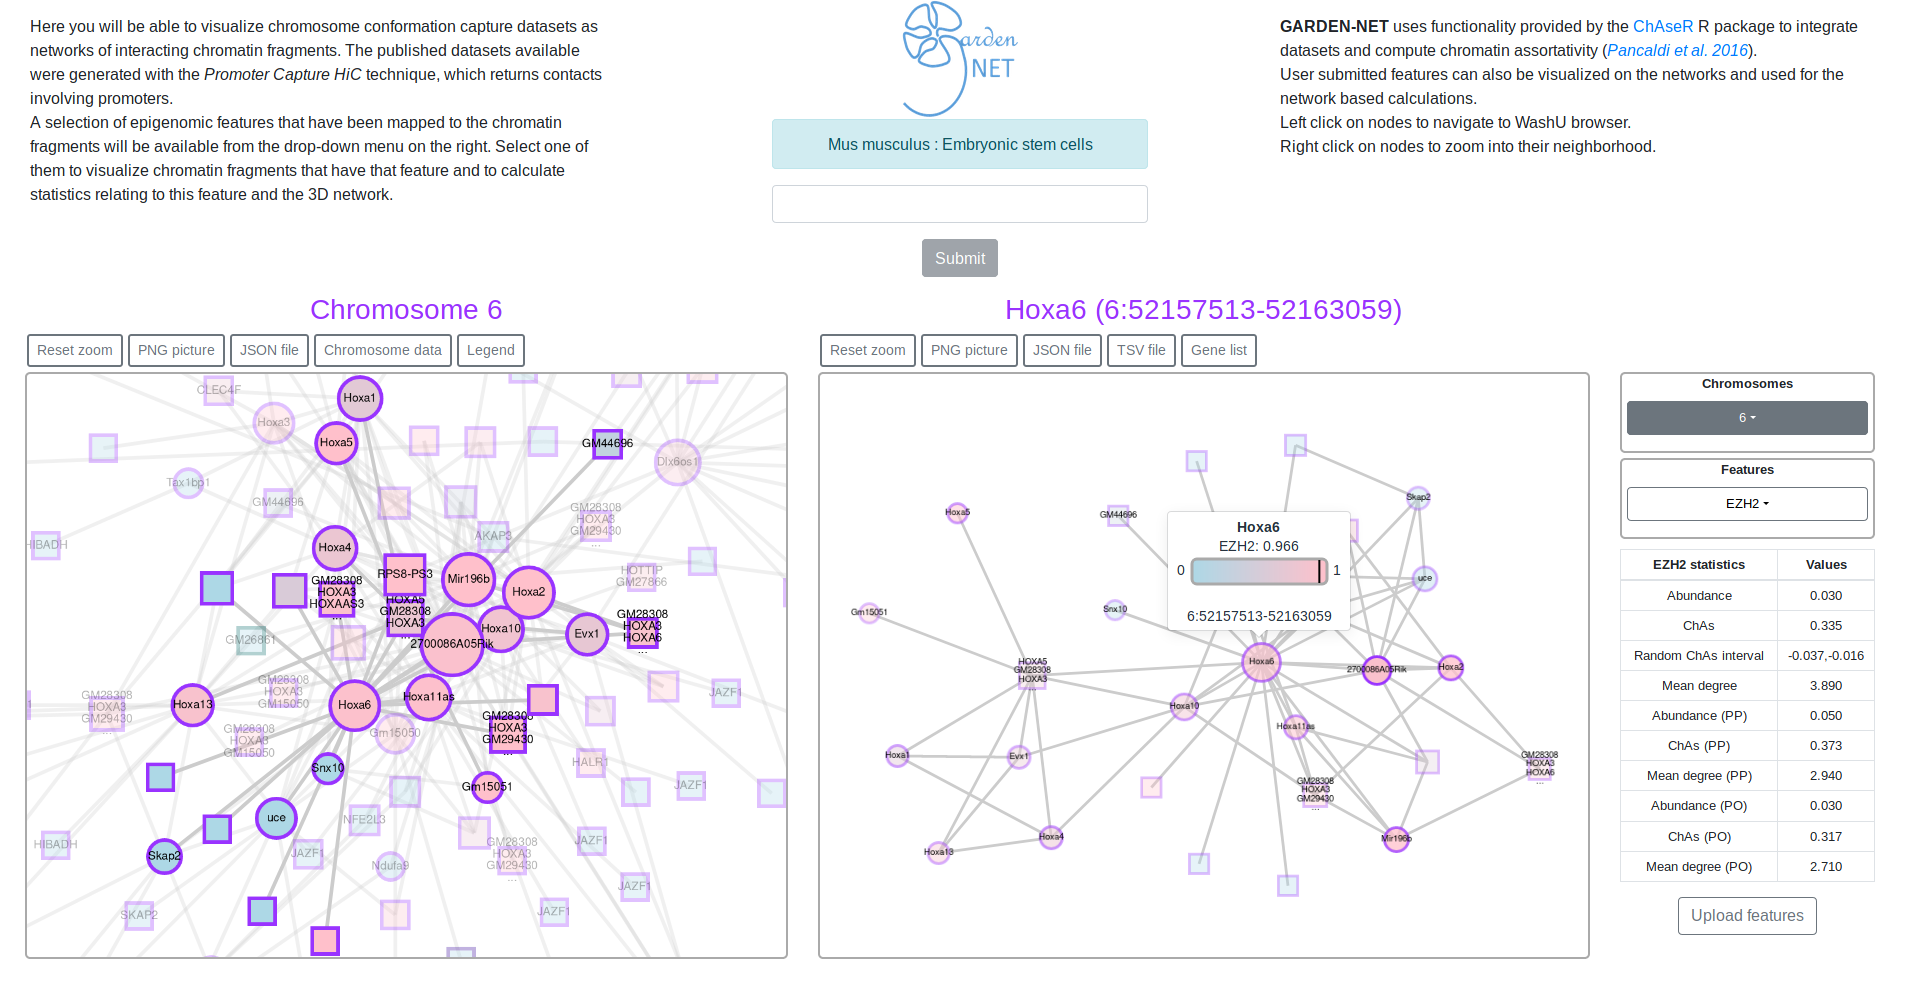 Here you will be able to visualize chromosome conformation capture datasets as
networks of interacting chromatin fragments. The published datasets available
were generated with the Promoter Capture HiC technique, which returns contacts
involving promoters.
A selection of epigenomic features that have been mapped to the chromatin
fragments will be available from the drop-down menu on the right. Select one of
them to visualize chromatin fragments that have that feature and to calculate
statistics relating to this feature and the 3D network.
arden
NET
Mus musculus : Embryonic stem cells
Submit
GARDEN-NET uses functionality provided by the ChAseR R package to integrate
datasets and compute chromatin assortativity (Pancaldi et al. 2016).
User submitted features can also be visualized on the networks and used for the
network based calculations.
Left click on nodes to navigate to WashU browser.
Right click on nodes to zoom into their neighborhood.
Chromosome 6
Reset zoom
PNG picture
JSON file
Chromosome data
Legend
CLEC4F
Hoxa1
Hoxa3
Hoxa5
GM44696
Dlx6os1
Tax1bp1
GM44696
GM28308
HOXA3
GM29430
...
AKAP3
HIBADH
Hoxa4
RPS8-PS3
Mir196b
HOTTIP
GM27866
GM28308
HOXA3
HOXAAS3
...
Hoxa2
HOXA5
GM28308
HOXA3
...
GM28308
HOXA3
HOXA6
...
Hoxa10
Evx1
GM26861
2700086A05Rik
GM28308
HOXA3
GM15050
JAZF1
GM28308
HOXA3
GM29430
...
Hoxa13
Hoxa6
Hoxa11as
GM28308
HOXA3
GM29430
...
GM28308
HOXA3
GM15050
Gm15050
HALR1
Snx10
Gm15051
JAZF1
uce
NFE2L3
HIBADH
Skap2
JAZF1
GM28308
HOXA3
GM29430
...
JAZF1
Ndufa9
JAZF1
SKAP2
JAZF1
Hoxa6 (6:52157513-52163059)
Reset zoom
PNG picture
JSON file
TSV file
Gene list
Skap2
Hoxa5
GM44696
Hoxa6
EZH2: 0.966
0
1
6:52157513-52163059
uce
Gm15051
Snx10
HOXA5
GM28308
HOXA3
...
Hoxa6
2700086A05Rik
Hoxa2
Hoxa10
Hoxa11as
Hoxa1
Evx1
GM28308
HOXA3
HOXA6
...
GM28308
HOXA3
GM29430
...
Hoxa4
Mir196b
Hoxa13
Chromosomes
6
Features
EZH2
EZH2 statistics Values
Abundance 0.030
ChAs 0.335
Random ChAs interval -0.037,-0.016
Mean degree 3.890
Abundance (PP) 0.050
ChAs (PP) 0.373
Mean degree (PP) 2.940
Abundance (PO) 0.030
ChAs (PO) 0.317
Mean degree (PO) 2.710
Upload features